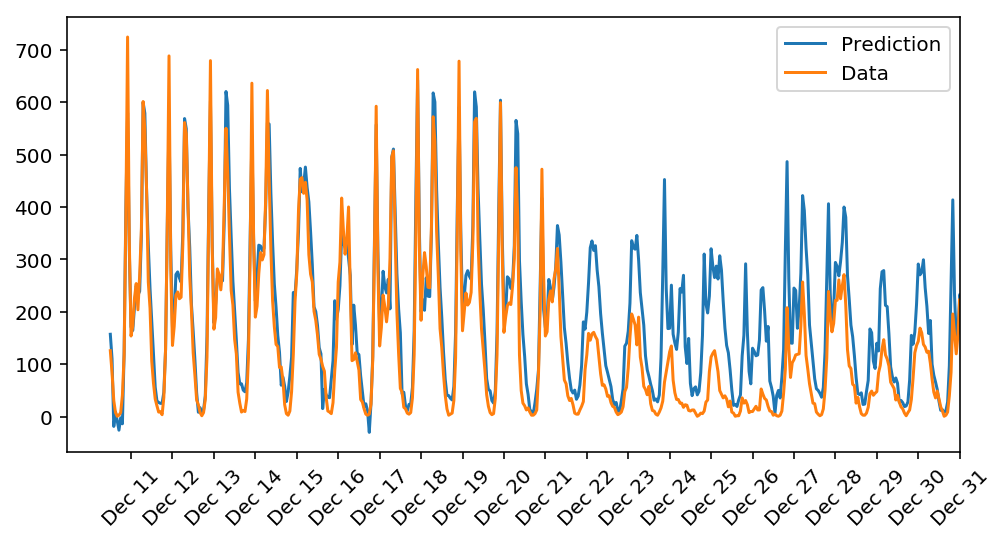 Prediction
Data
700
600
500
400
300
200
100
0
Dec 11
Dec 12
Dec 13
Dec 14
Dec 15
Dec 16
Dec 17
Dec 18
Dec 19
Dec 20
Dec 21
Dec 22
Dec 23
Dec 24
Dec 25
Dec 26
Dec 27
Dec 28
Dec 29
Dec 30
Dec 31